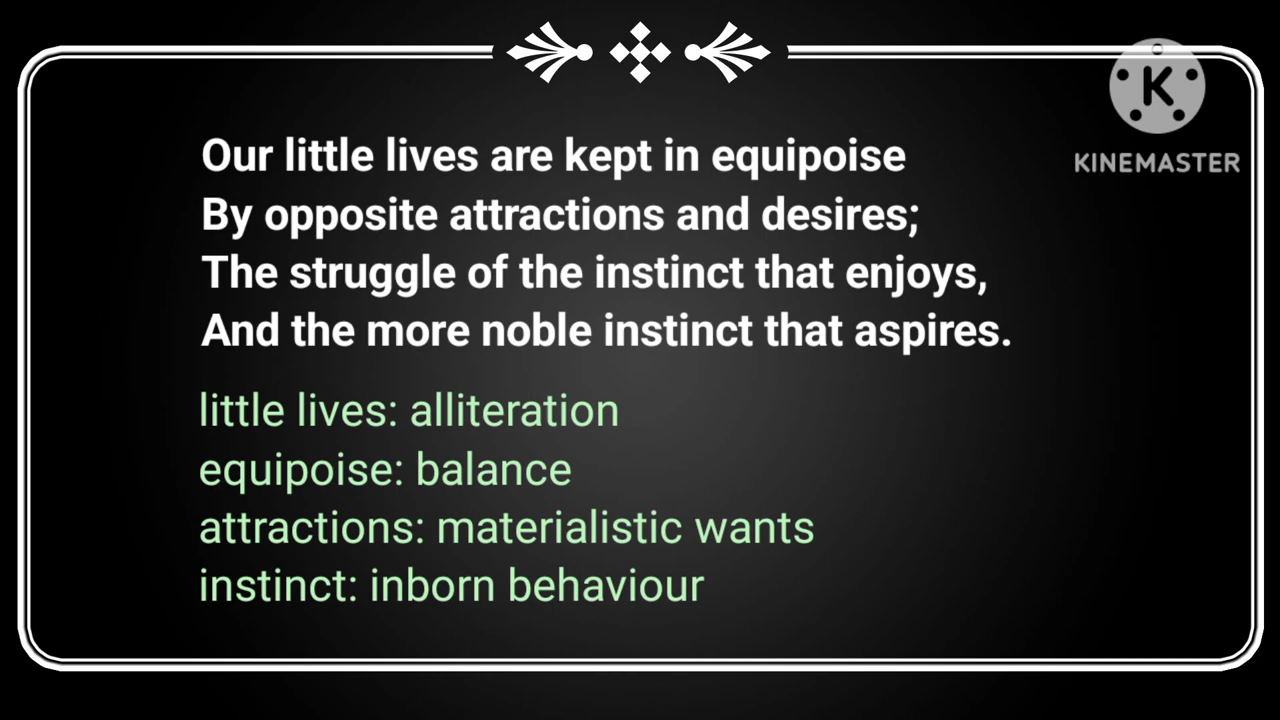 K
KINEMASTER
Our little lives are kept in equipoise
By opposite attractions and desires;
The struggle of the instinct that enjoys,
And the more noble instinct that aspires.
little lives: alliteration
equipoise: balance
attractions: materialistic wants
instinct: inborn behaviour